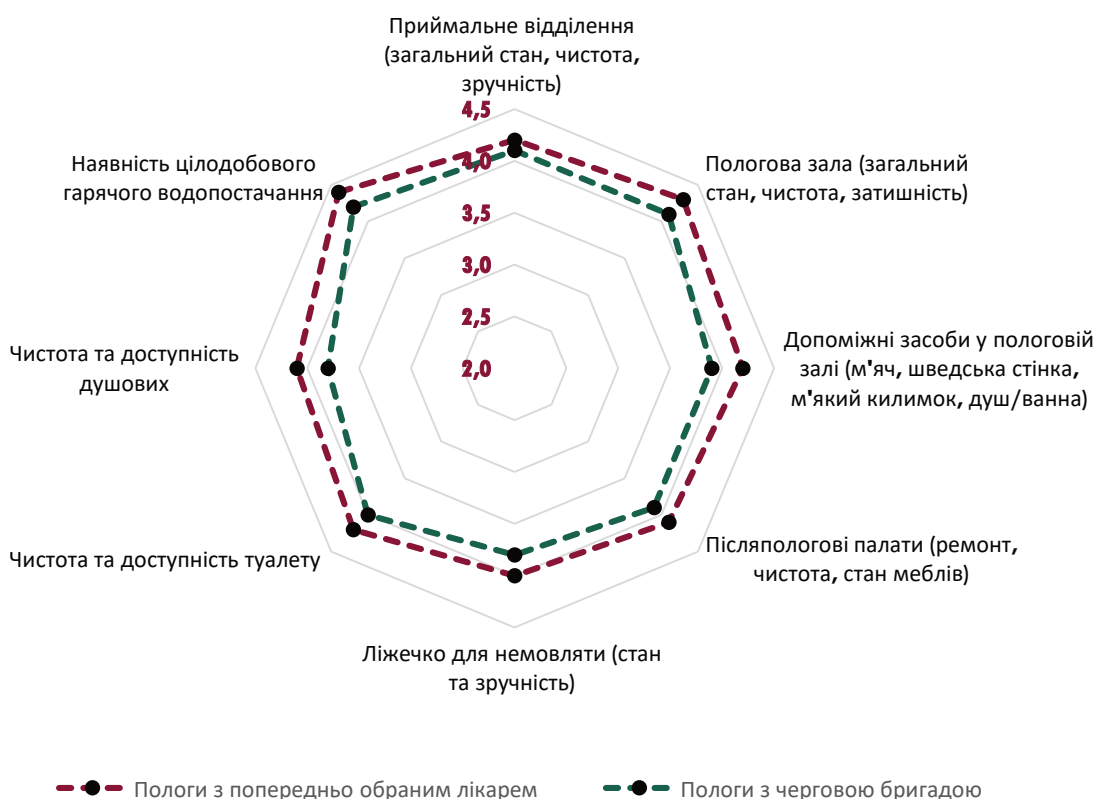 Приймальне відділення
(загальний стан, чистота,
зручність)
4,5
4,0
3,5
3,0
2,5
2,0
Наявність цілодобового
гарячого водопостачання
Пологова зала (загальний
стан, чистота, затишність)
Чистота та доступність
душових
Допоміжні засоби у пологовій
залі (м'яч, шведська стінка,
м'який килимок, душ/ванна)
Чистота та доступність туалету
Післяпологові палати (ремонт,
чистота, стан меблів)
Ліжечко для немовляти (стан
та зручність)
Пологи з попередньо обраним лікарем
Пологи з черговою бригадою